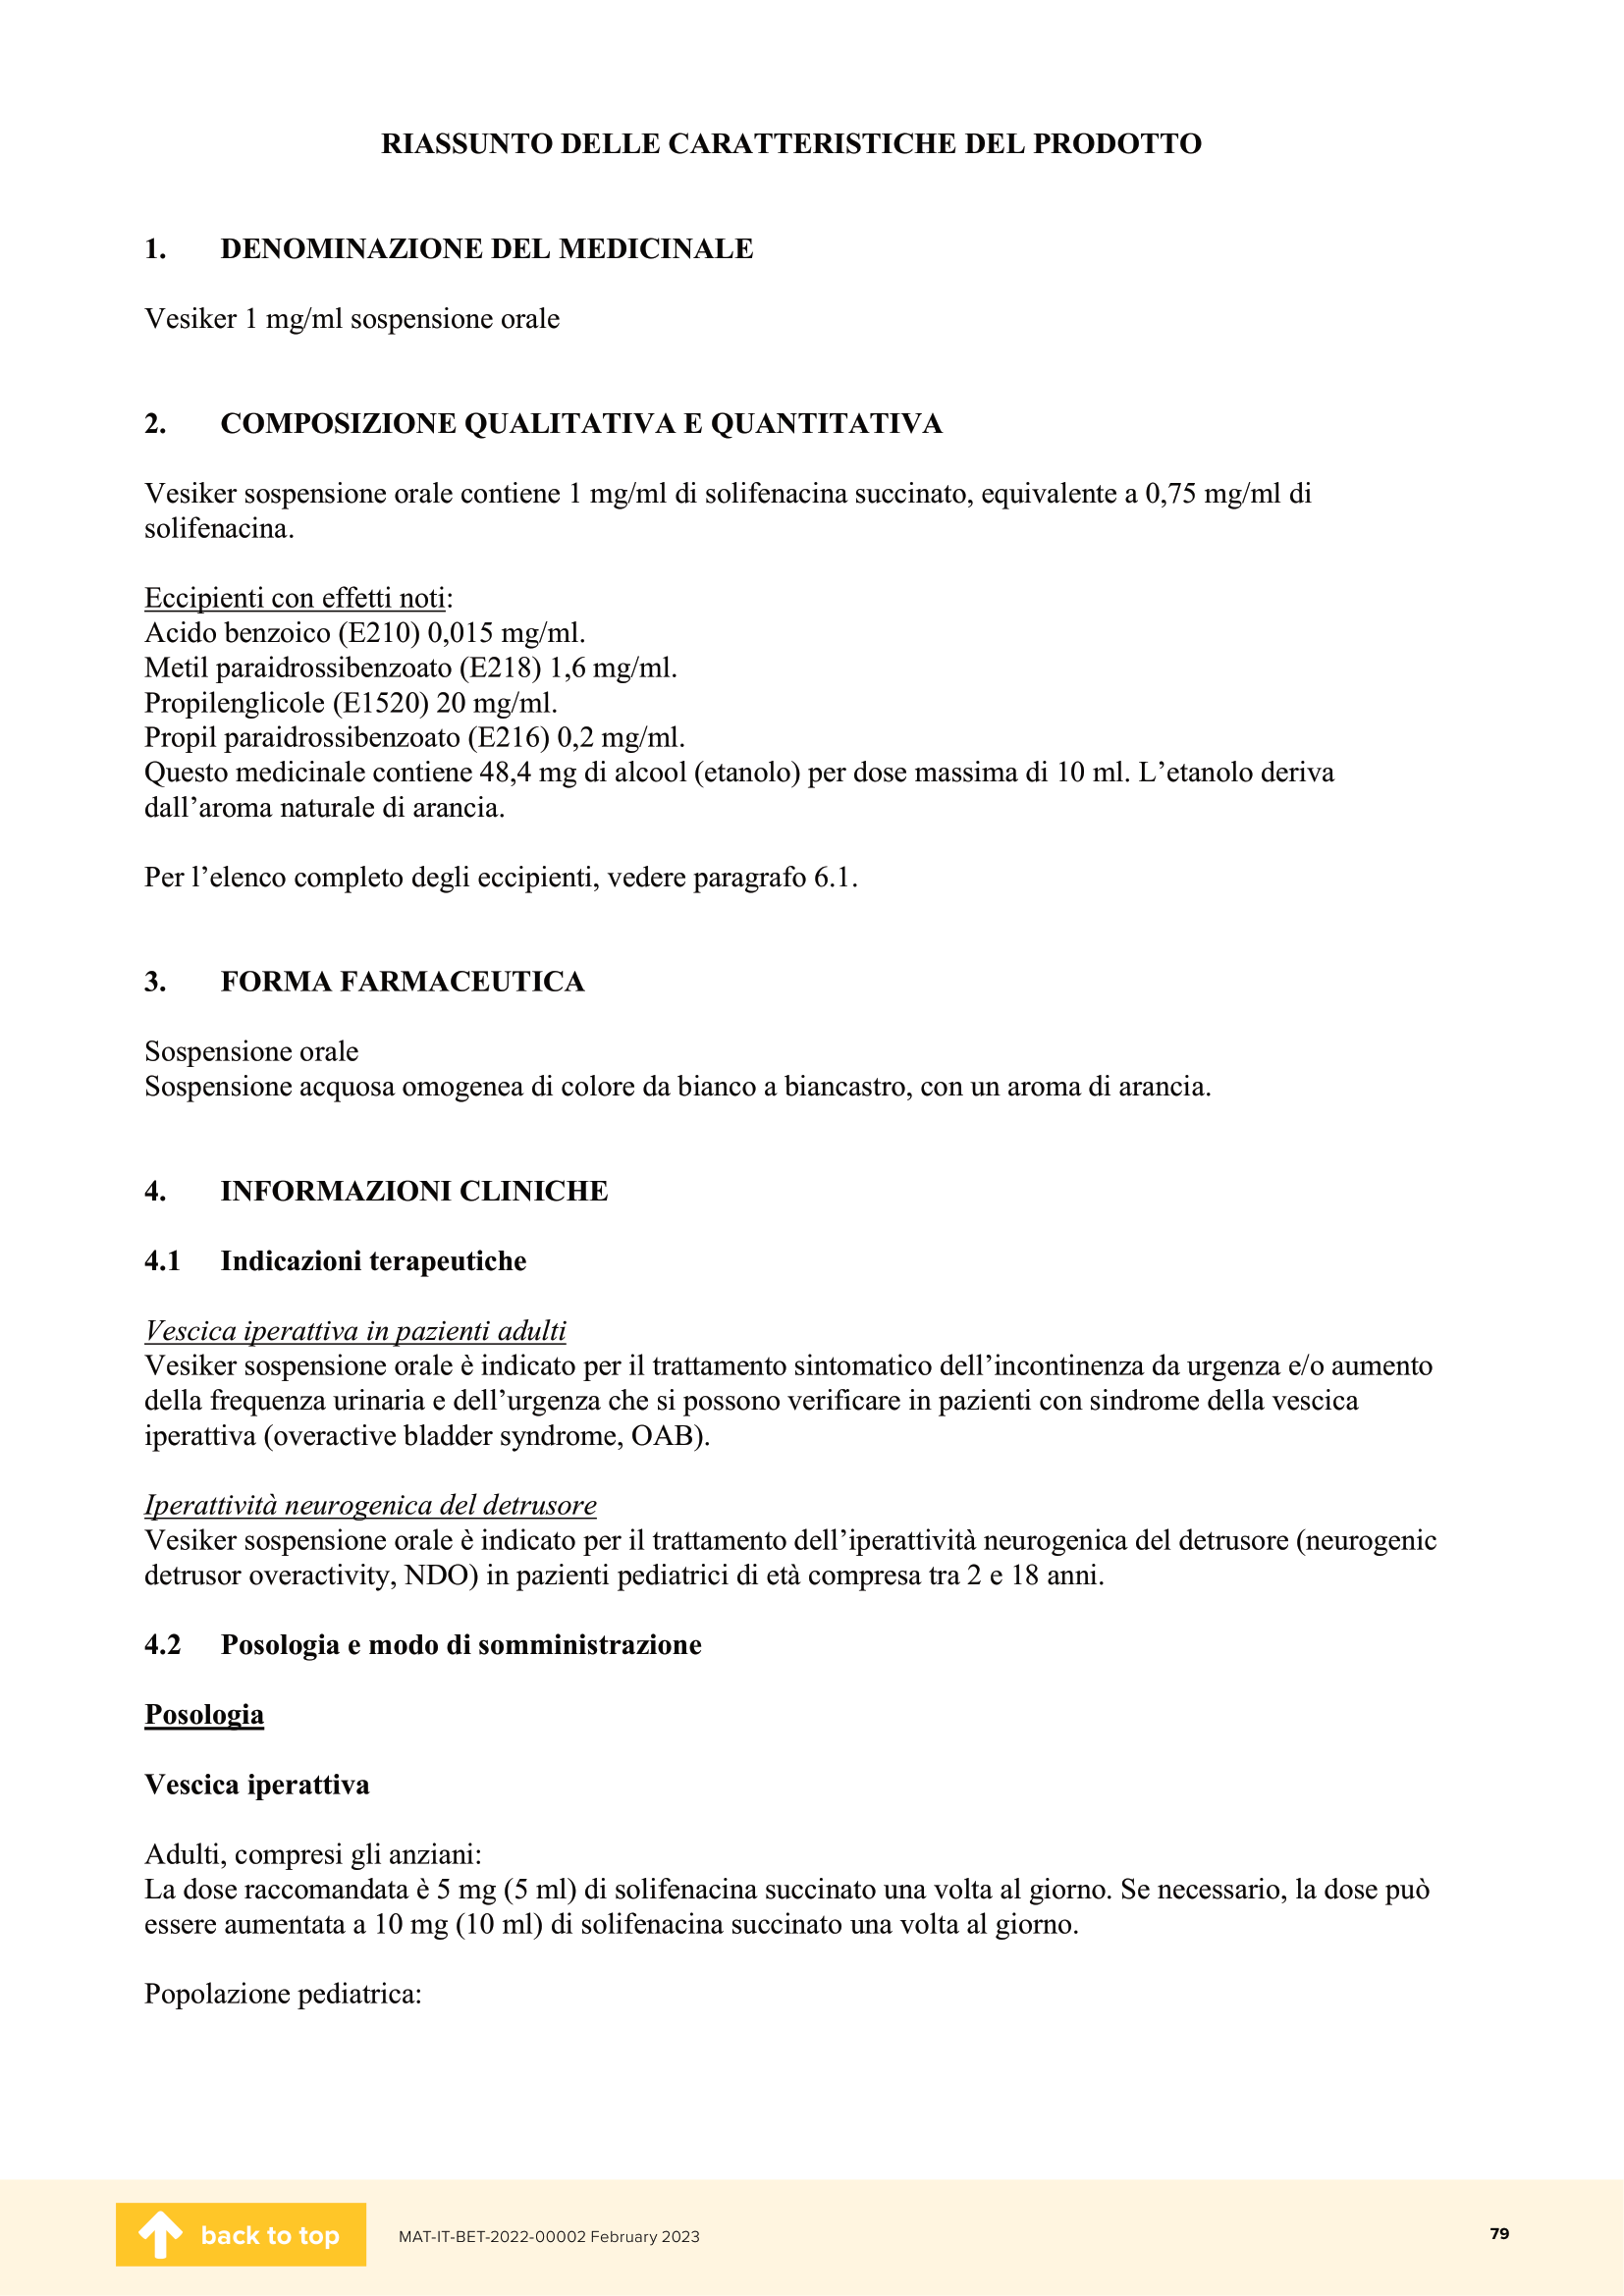 RIASSUNTO DELLE CARATTERISTICHE DEL PRODOTTO
1. DENOMINAZIONE DEL MEDICINALE
Vesiker 1 mg/ml sospensione orale
2. COMPOSIZIONE QUALITATIVA E QUANTITATIVA
Vesiker sospensione orale contiene 1 mg/ml di solifenacina succinato, equivalente a 0,75 mg/ml di
solifenacina.
Eccipienti con effetti noti:
Acido benzoico (E210) 0,015 mg/ml.
Metil paraidrossibenzoato (E218) 1,6 mg/ml.
Propilenglicole (E1520) 20 mg/ml.
Propil paraidrossibenzoato (E216) 0,2 mg/ml.
Questo medicinale contiene 48,4 mg di alcool (etanolo) per dose massima di 10 ml. L’etanolo deriva
dall’aroma naturale di arancia.
Per l’elenco completo degli eccipienti, vedere paragrafo 6.1.
3. FORMA FARMACEUTICA
Sospensione orale
Sospensione acquosa omogenea di colore da bianco a biancastro, con un aroma di arancia.
4. INFORMAZIONI CLINICHE
4.1 Indicazioni terapeutiche
Vescica iperattiva in pazienti adulti
Vesiker sospensione orale è indicato per il trattamento sintomatico dell’incontinenza da urgenza e/o aumento
della frequenza urinaria e dell’urgenza che si possono verificare in pazienti con sindrome della vescica
iperattiva (overactive bladder syndrome, OAB).
Iperattività neurogenica del detrusore
Vesiker sospensione orale è indicato per il trattamento dell’iperattività neurogenica del detrusore (neurogenic
detrusor overactivity, NDO) in pazienti pediatrici di età compresa tra 2 e 18 anni.
4.2 Posologia e modo di somministrazione
Posologia
Vescica iperattiva
Adulti, compresi gli anziani:
La dose raccomandata è 5 mg (5 ml) di solifenacina succinato una volta al giorno. Se necessario, la dose può
essere aumentata a 10 mg (10 ml) di solifenacina succinato una volta al giorno.
Popolazione pediatrica:
back to top
MAT-IT-BET-2022-00002 February 2023
79